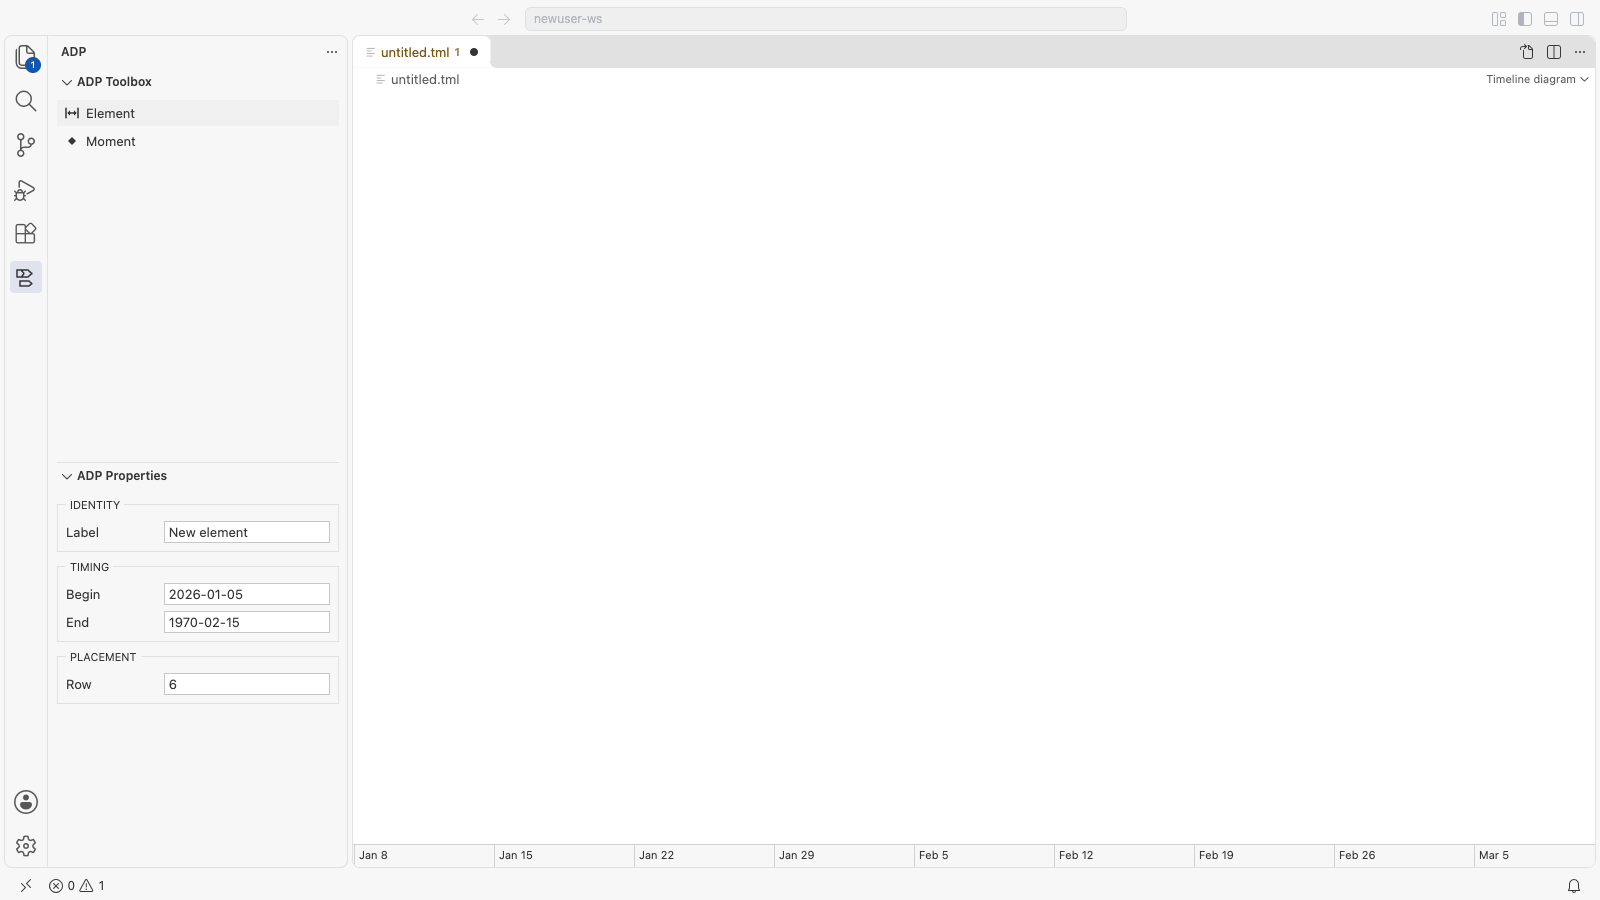 newuser-ws
1
ADP
ADP Toolbox
Element
Moment
ADP Properties
IDENTITY
Label
New element
TIMING
Begin
2026-01-05
End
1970-02-15
PLACEMENT
Row
6
untitled.tml 1
untitled.tml
Timeline diagram
Jan 8
Jan 15
Jan 22
Jan 29
Feb 5
Feb 12
Feb 19
Feb 26
Mar 5
0
1